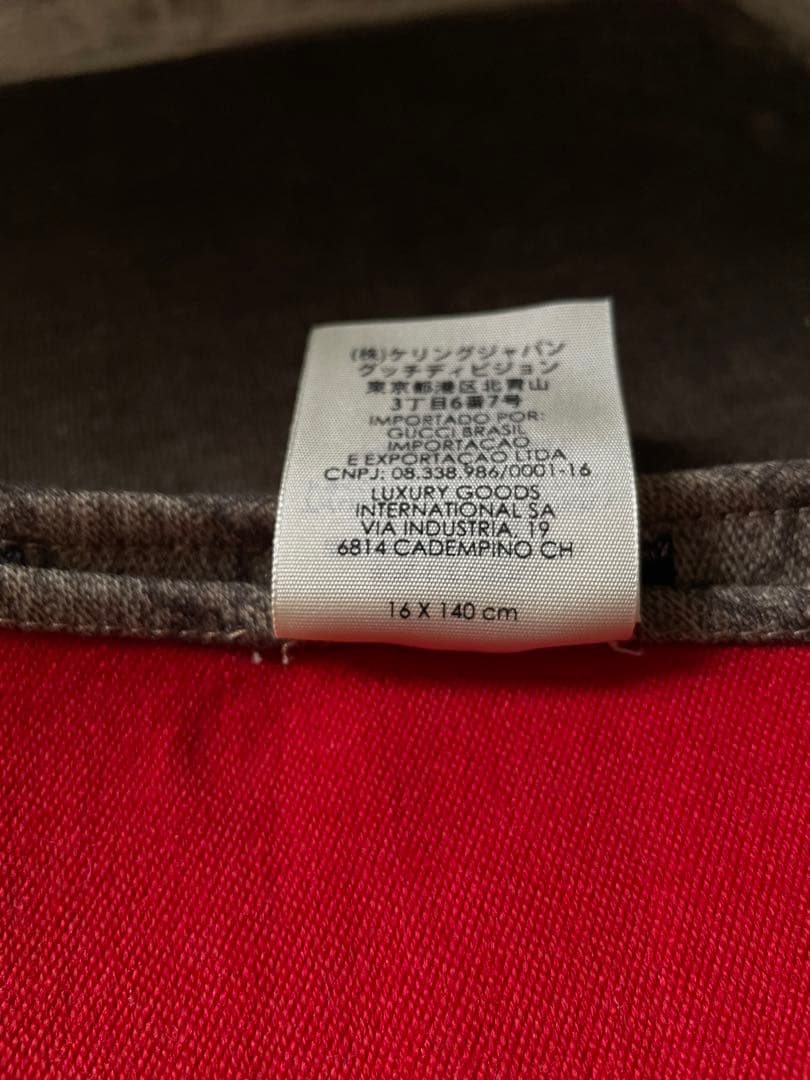 (株)ケリングジャパン
グッチディビジョン
東京都港区北青山
3丁目6番7号
IMPORTADO POR:
GUCCI BRASIL
IMPORTAÇAO
E EXPORTAÇAO LTDA
CNPJ: 08.338.986/0001-16
LUXURY GOODS
INTERNATIONAL SA
VIA INDUSTRIA, 19
6814 CADEMPINO CH
16 X 140 cm